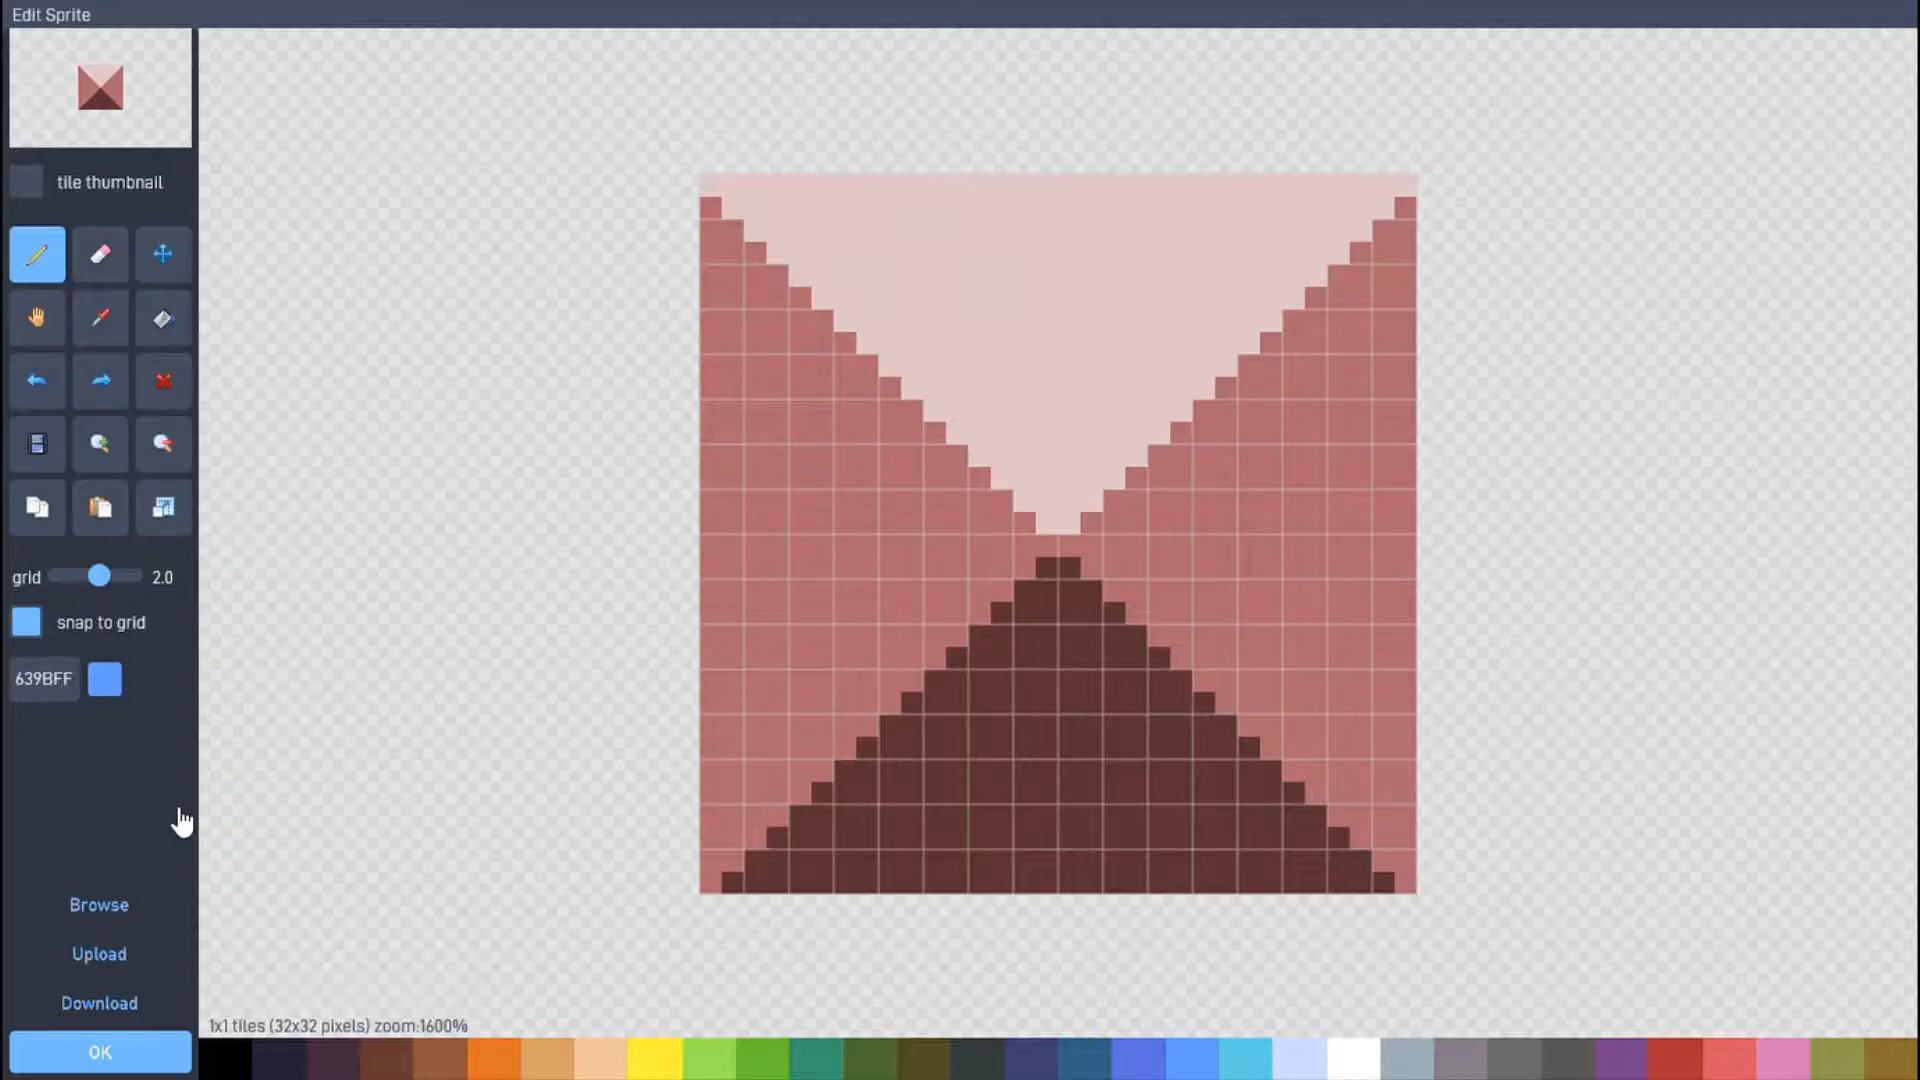 Edit Sprite
tile thumbnail
grid 2.0
snap to grid
639BFF
Browse
Upload
Download
OK
1x1 tiles (32x32 pixels) zoom:1600%